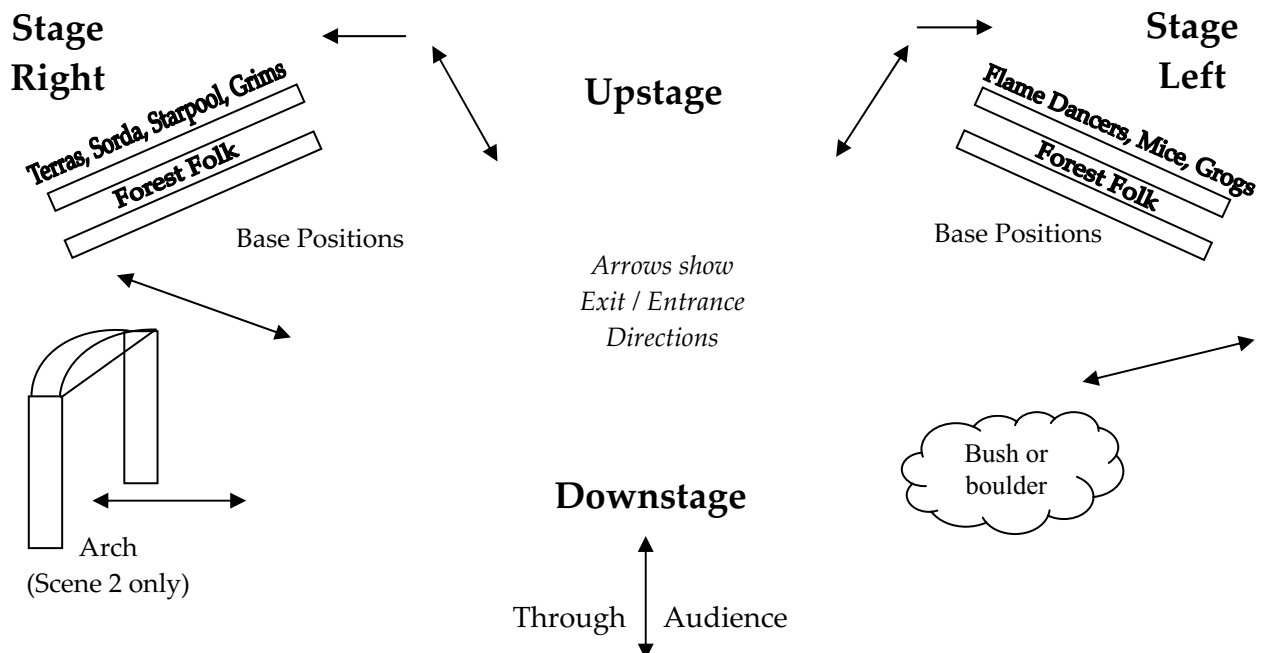 Stage
Right
Terras, Sorda, Starpool, Grims
Forest Folk
Base Positions
Upstage
Stage
Left
Flame Dancers, Mice, Grogs
Forest Folk
Base Positions
Arrows show
Exit / Entrance
Directions
Arch
(Scene 2 only)
Bush or
boulder
Downstage
Through Audience